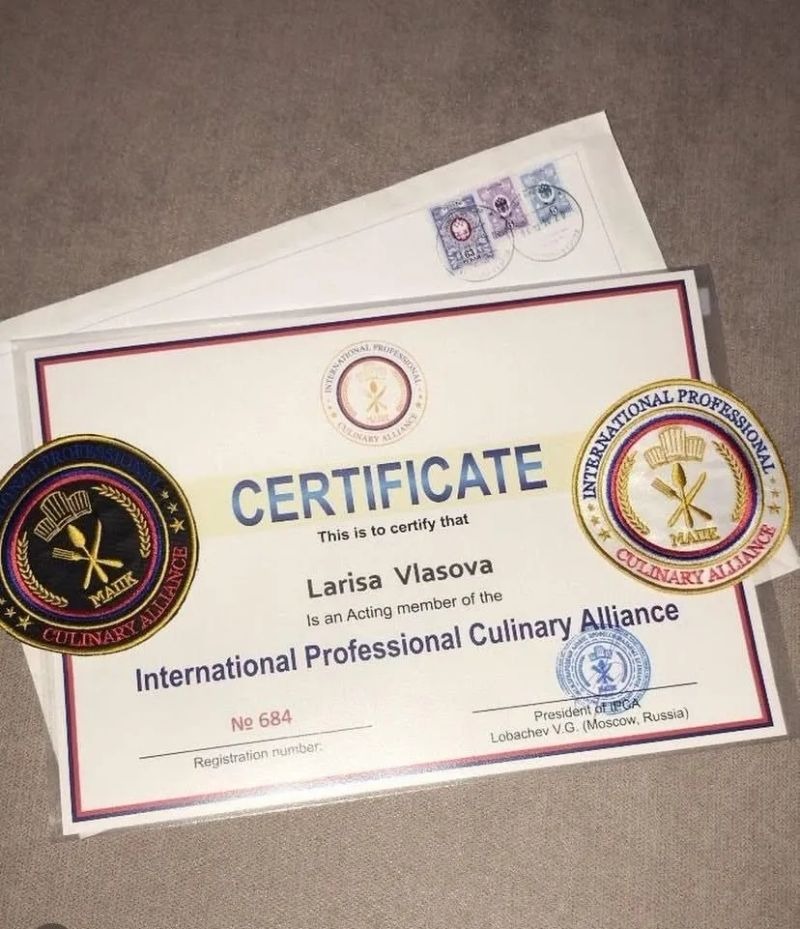 INTERNATIONAL PROFESSIONAL
МАПК
CULINARY ALLIANCE
CERTIFICATE
This is to certify that
Larisa Vlasova
Is an Acting member of the
International Professional Culinary Alliance
№ 684
Registration number:
President of IPCA
Lobachev V.G. (Moscow, Russia)
PROFESSIONAL
МАПК
CULINARY ALLIANCE
INTERNATIONAL PROFESSIONAL
МАПК
CULINARY ALLIANCE